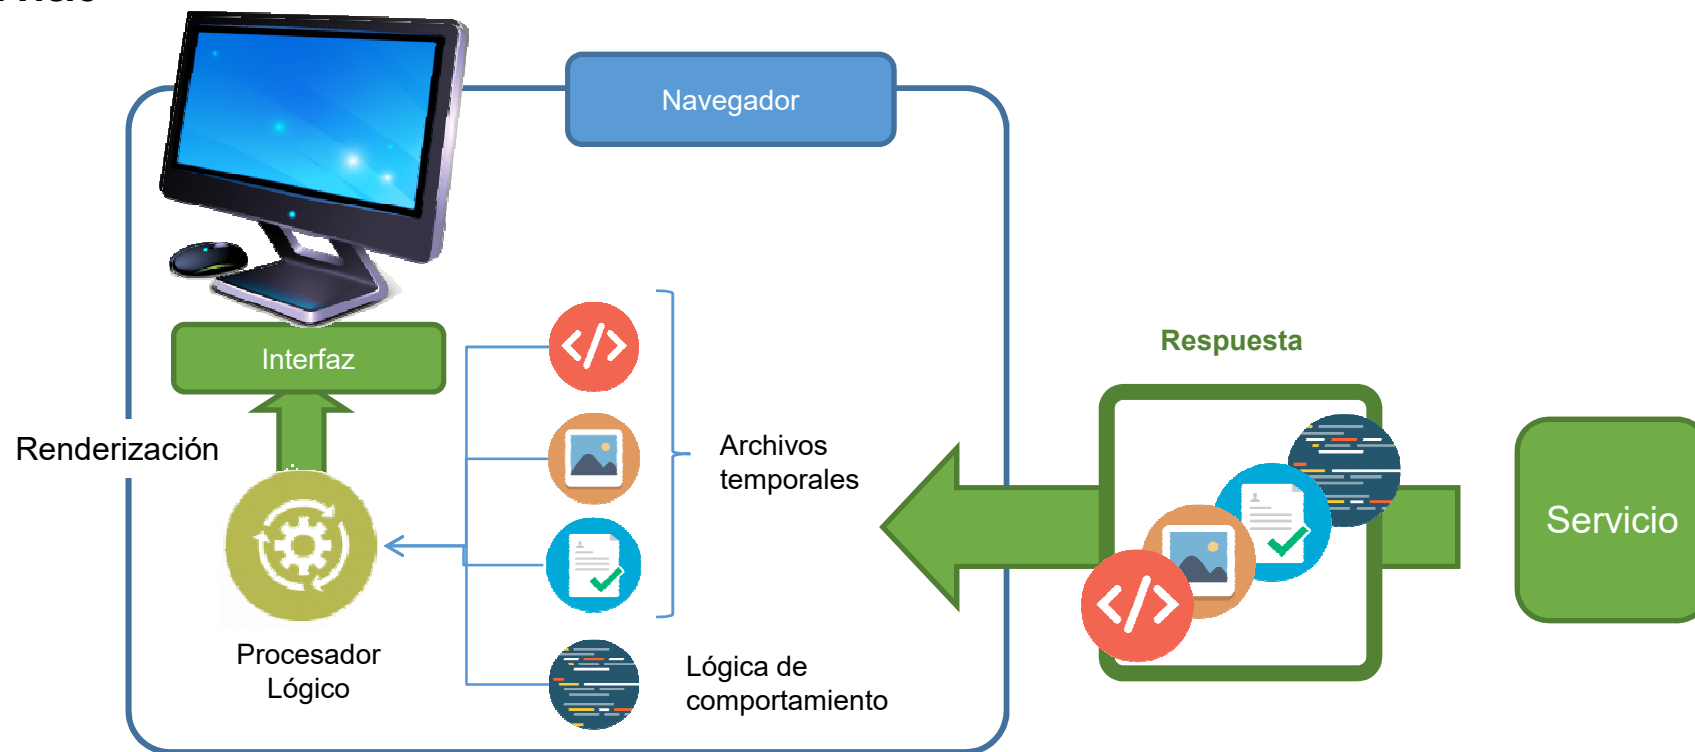 Navegador
Interfaz
Respuesta
Renderización
Archivos
temporales
Servicio
Procesador
Lógico
Lógica de
comportamiento